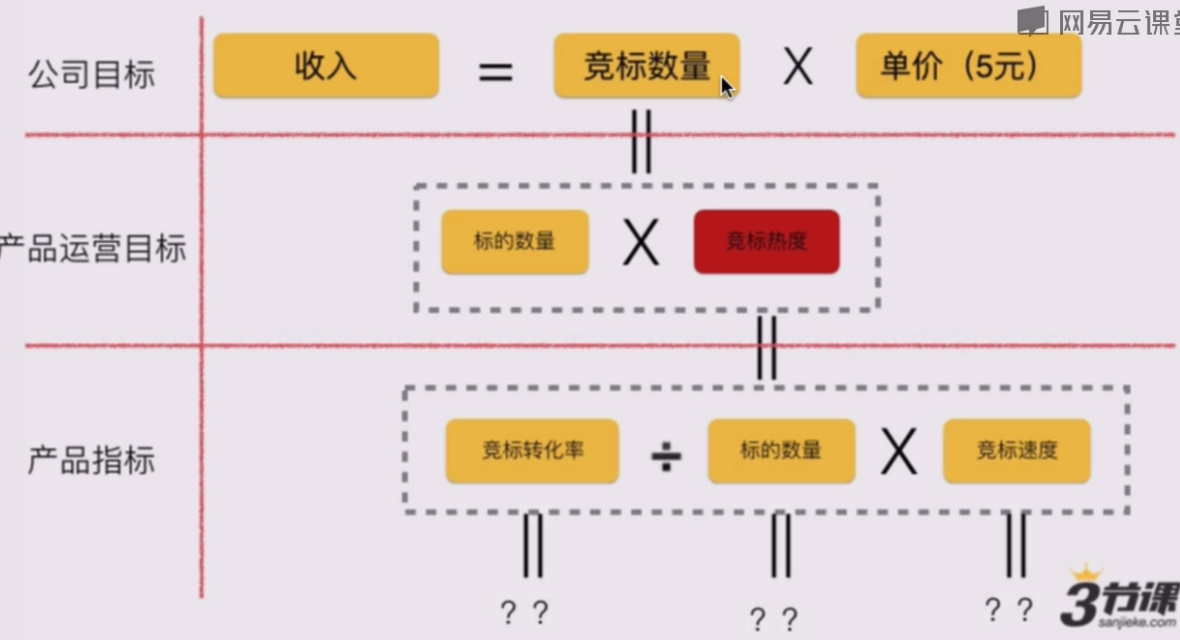 网易云课堂
公司目标 收入 = 竞标数量 X 单价（5元）
||
产品运营目标 标的数量 X 竞标热度
||
产品指标 竞标转化率 ÷ 标的数量 X 竞标速度
|| || ||
？？ ？？ ？？
3节课
sanjieke.com